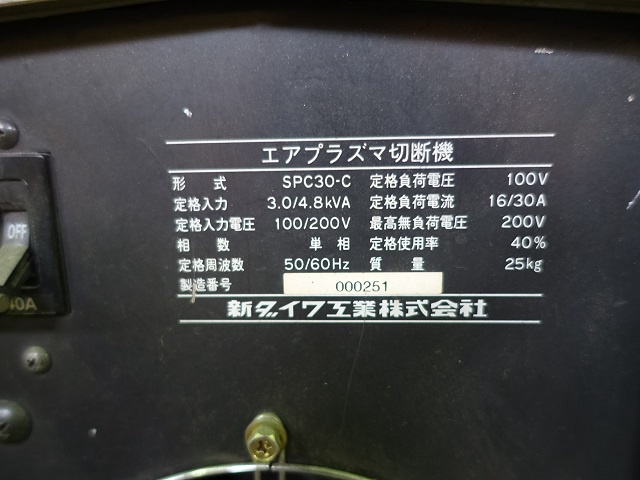 エアプラズマ切断機
形 式 SPC30-C 定格負荷電圧 100V
定格入力 3.0/4.8kVA 定格負荷電流 16/30A
定格入力電圧 100/200V 最高無負荷電圧 200V
相 数 単 相 定格使用率 40%
定格周波数 50/60Hz 質 量 25kg
製造番号 000251
新ダイワ工業株式会社
OFF